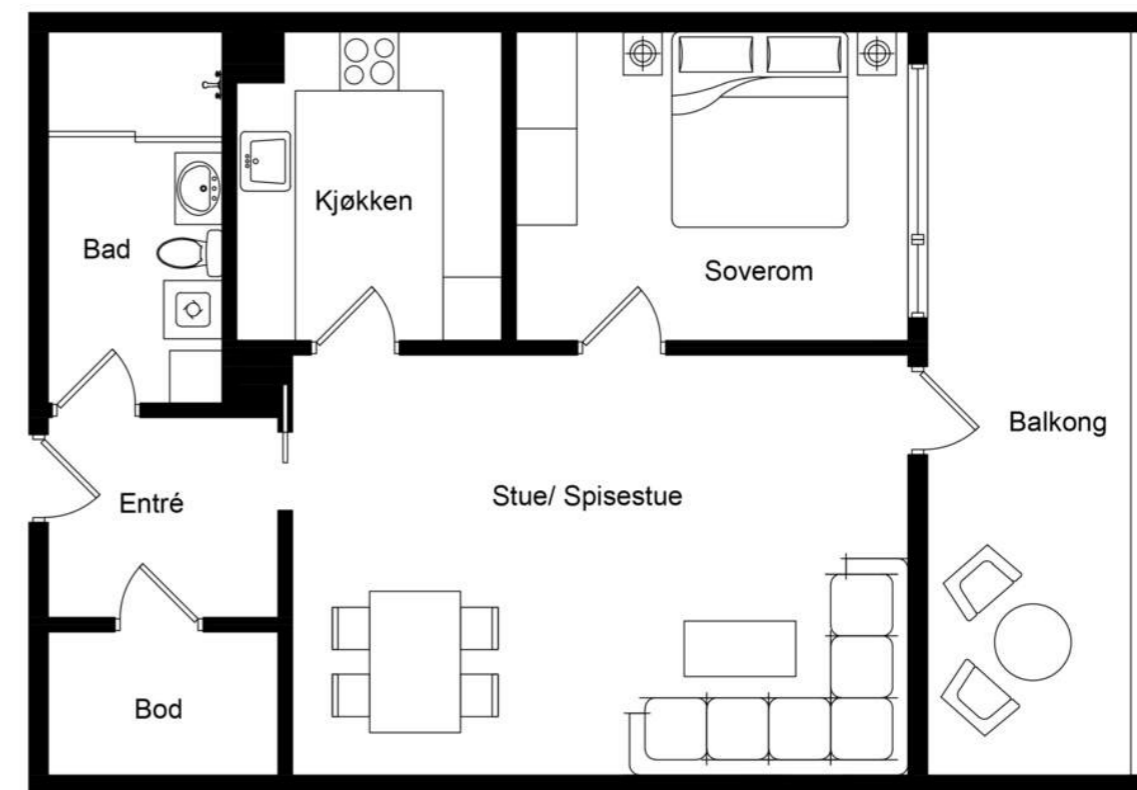 Kjøkken
Bad
Soverom
Balkong
Entré
Stue/ Spisestue
Bod